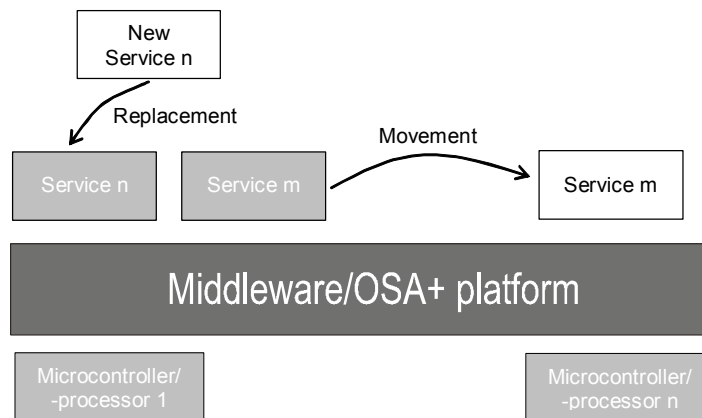 New
Service n
Replacement
Movement
Service n
Service m
Service m
Middleware/OSA+ platform
Microcontroller/
-processor 1
Microcontroller/
-processor n